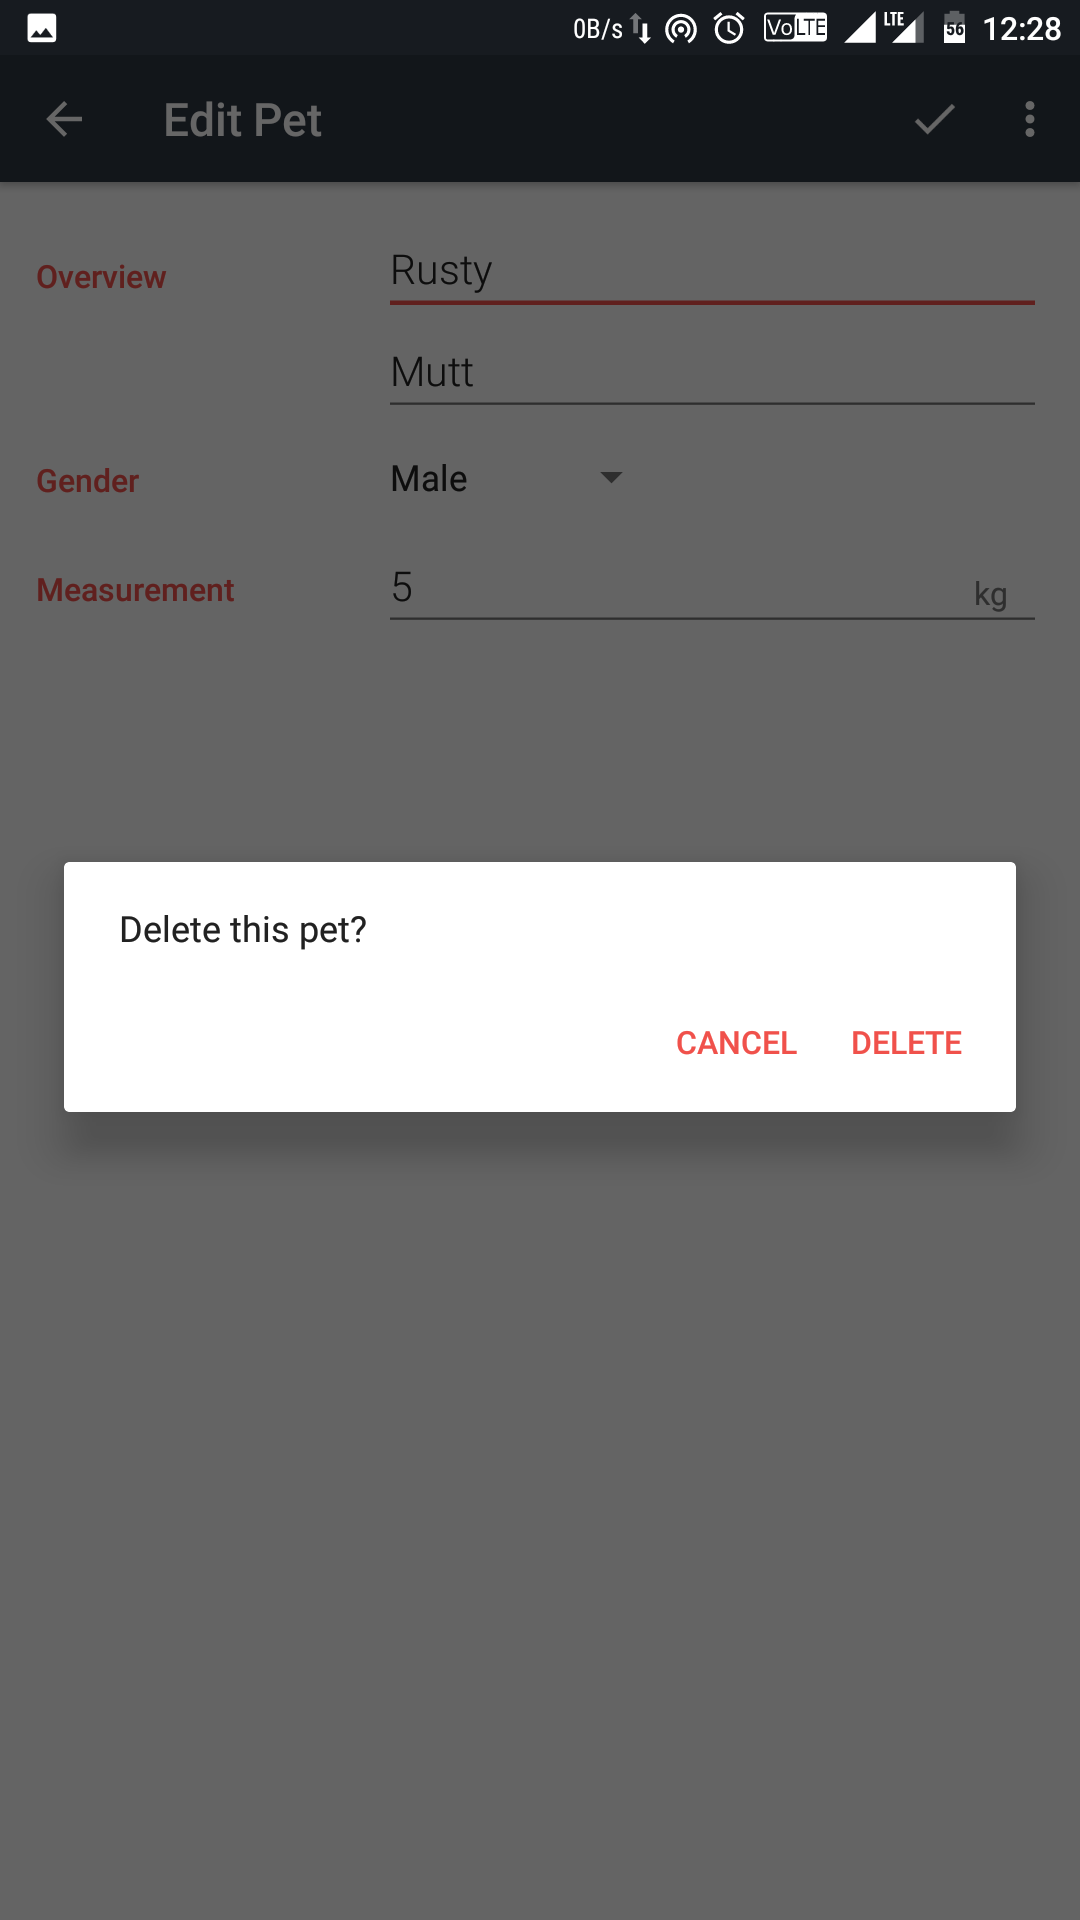 0B/s VoLTE LTE 56 12:28
Edit Pet
Overview Rusty
Mutt
Gender Male
Measurement 5 kg
Delete this pet?
CANCEL DELETE